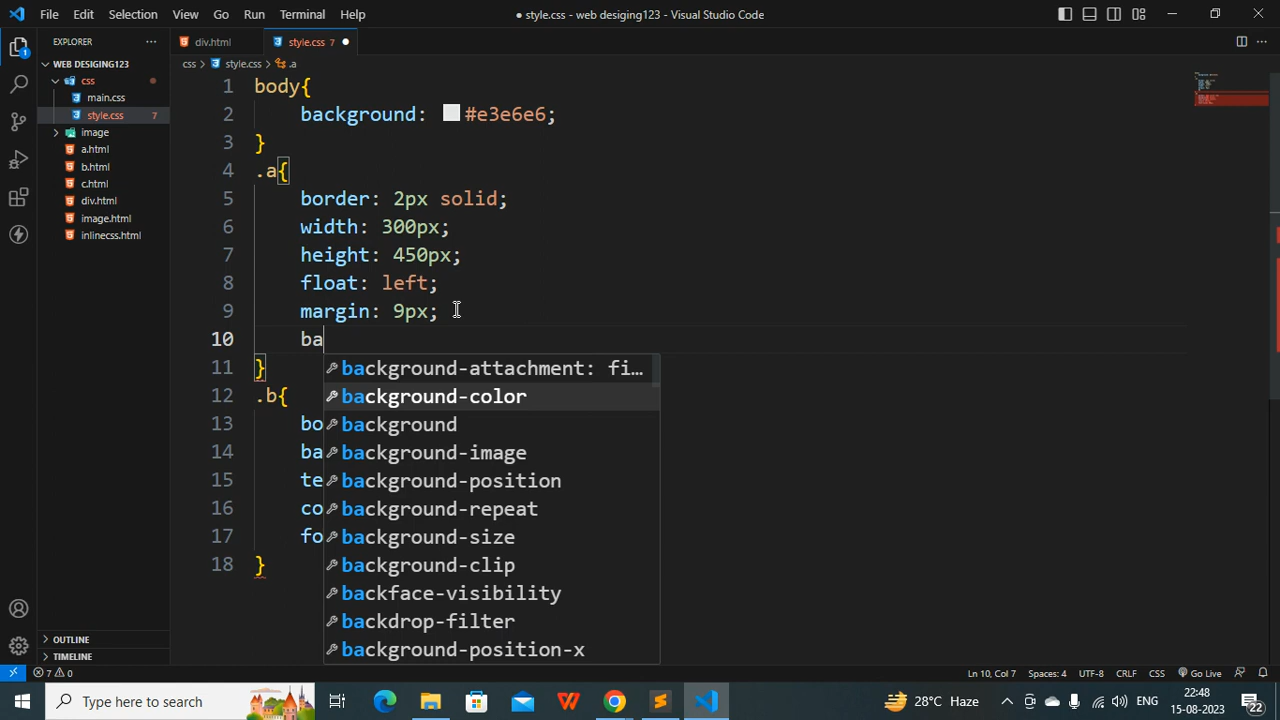 File Edit Selection View Go Run Terminal Help
● style.css - web desiging123 - Visual Studio Code
EXPLORER
WEB DESIGING123
css
main.css
style.css 7
image
a.html
b.html
c.html
div.html
image.html
inlinecss.html
OUTLINE
TIMELINE
div.html
style.css 7 ●
css > style.css > .a
1 body{
2 background: #e3e6e6;
3 }
4 .a{
5 border: 2px solid;
6 width: 300px;
7 height: 450px;
8 float: left;
9 margin: 9px;
10 ba
11 }
12 .b{
13 bo
14 ba
15 te
16 co
17 fo
18 }
background-attachment: fi...
background-color
background
background-image
background-position
background-repeat
background-size
background-clip
backface-visibility
backdrop-filter
background-position-x
7 0
Ln 10, Col 7 Spaces: 4 UTF-8 CRLF CSS Go Live
Type here to search
28°C Haze
ENG
22:48
15-08-2023
22